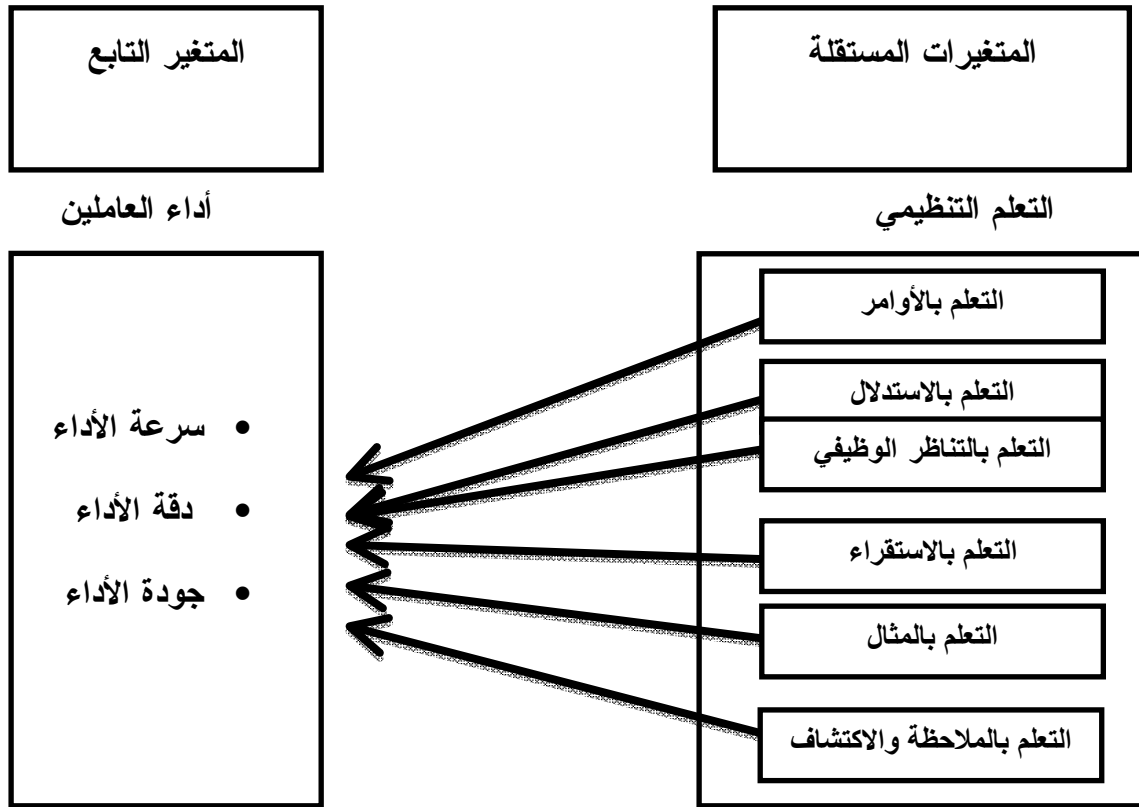 المتغيرات المستقلة
المتغير التابع
التعلم التنظيمي
أداء العاملين
التعلم بالأوامر
التعلم بالاستدلال
التعلم بالتناظر الوظيفي
التعلم بالاستقراء
التعلم بالمثال
التعلم بالملاحظة والاكتشاف
• سرعة الأداء
• دقة الأداء
• جودة الأداء